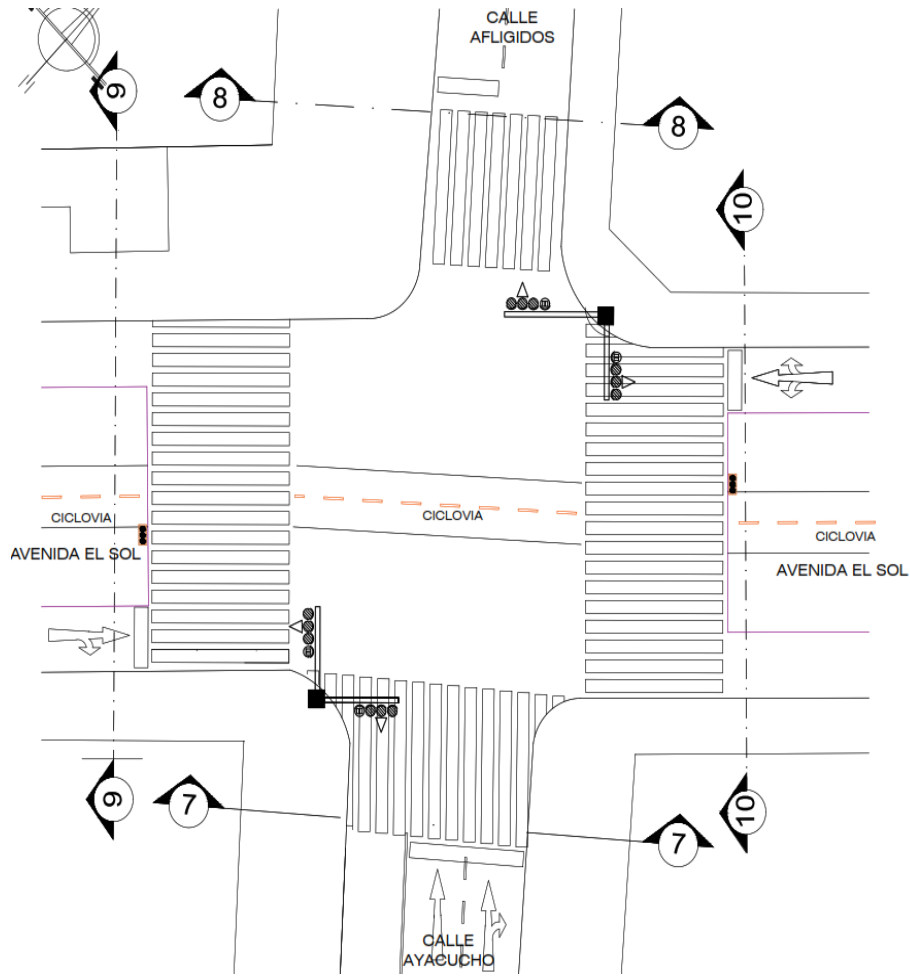 CALLE
AFLIGIDOS
9
8
8
10
CICLOVIA
CICLOVIA
CICLOVIA
AVENIDA EL SOL
AVENIDA EL SOL
9
7
10
7
CALLE
AYACUCHO